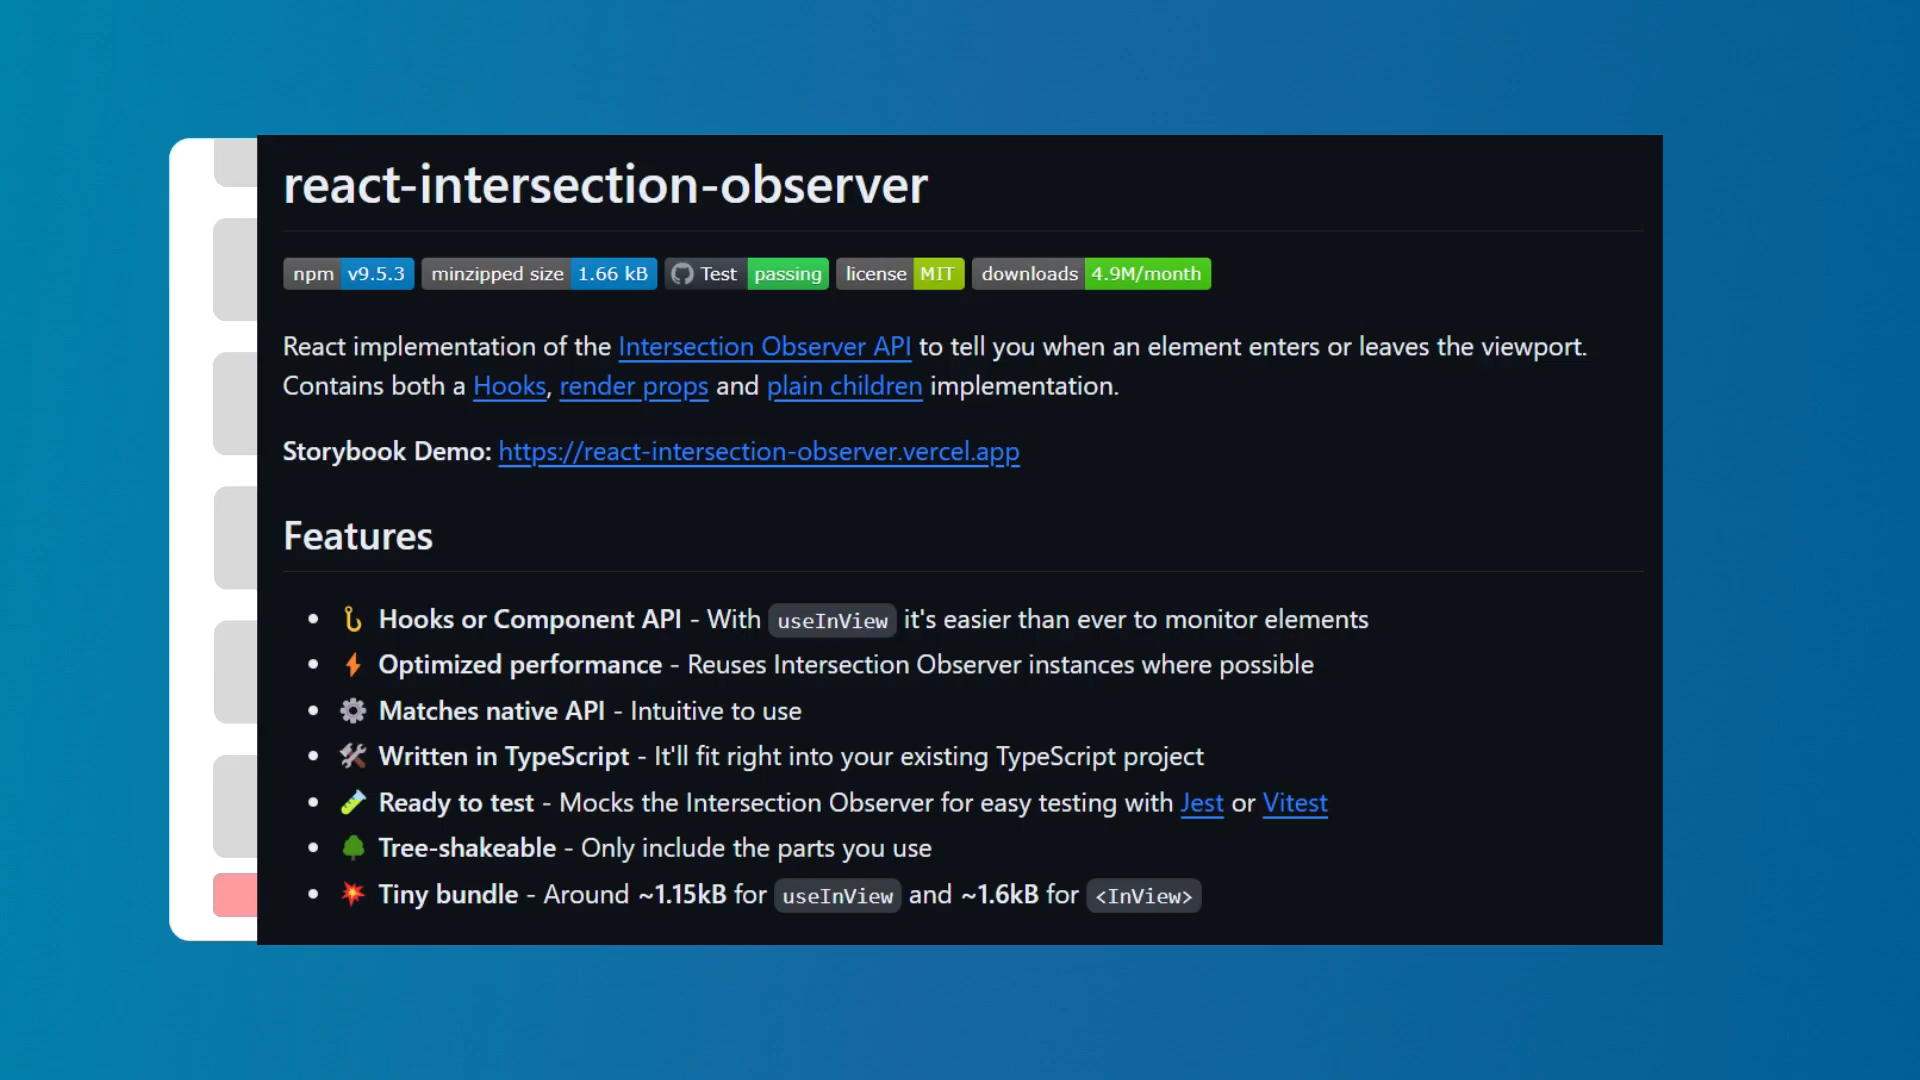 react-intersection-observer
npm v9.5.3 minzipped size 1.66 kB Test passing license MIT downloads 4.9M/month
React implementation of the Intersection Observer API to tell you when an element enters or leaves the viewport.
Contains both a Hooks, render props and plain children implementation.
Storybook Demo: https://react-intersection-observer.vercel.app
Features
• 🪝 Hooks or Component API - With useInView it's easier than ever to monitor elements
• ⚡ Optimized performance - Reuses Intersection Observer instances where possible
• ⚙️ Matches native API - Intuitive to use
• 🛠️ Written in TypeScript - It'll fit right into your existing TypeScript project
• 🧪 Ready to test - Mocks the Intersection Observer for easy testing with Jest or Vitest
• 🌳 Tree-shakeable - Only include the parts you use
• 💥 Tiny bundle - Around ~1.15kB for useInView and ~1.6kB for <InView>